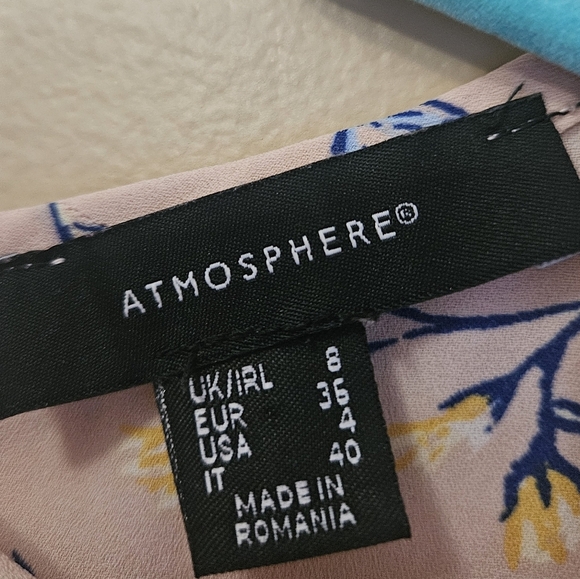 ATMOSPHERE®
UK/IRL 8
EUR 36
USA 4
IT 40
MADE IN
ROMANIA